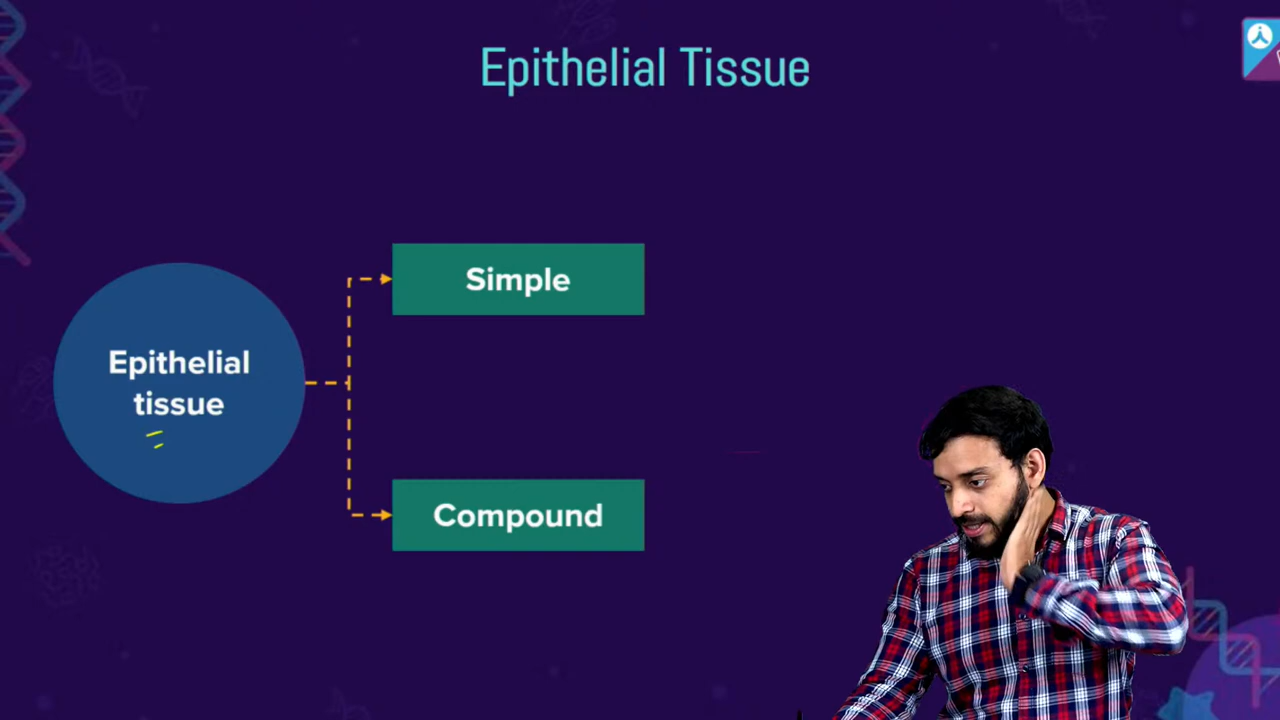 Epithelial Tissue
Simple
Epithelial
tissue
Compound